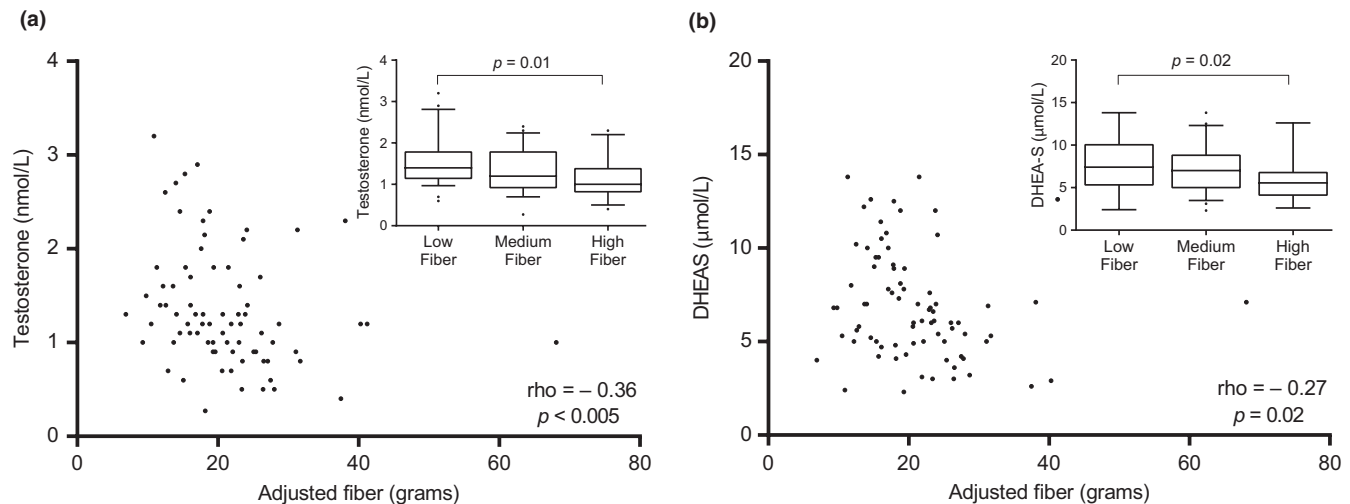 (a)
4
3
2
1
0
Testosterone (nmol/L)
0 20 40 60 80
Adjusted fiber (grams)
rho = – 0.36
p < 0.005
p = 0.01
4
3
2
1
0
Testosterone (nmol/L)
Low Medium High
Fiber Fiber Fiber
(b)
20
15
10
5
0
DHEAS (μmol/L)
0 20 40 60 80
Adjusted fiber (grams)
rho = – 0.27
p = 0.02
p = 0.02
20
15
10
5
0
DHEA-S (μmol/L)
Low Medium High
Fiber Fiber Fiber